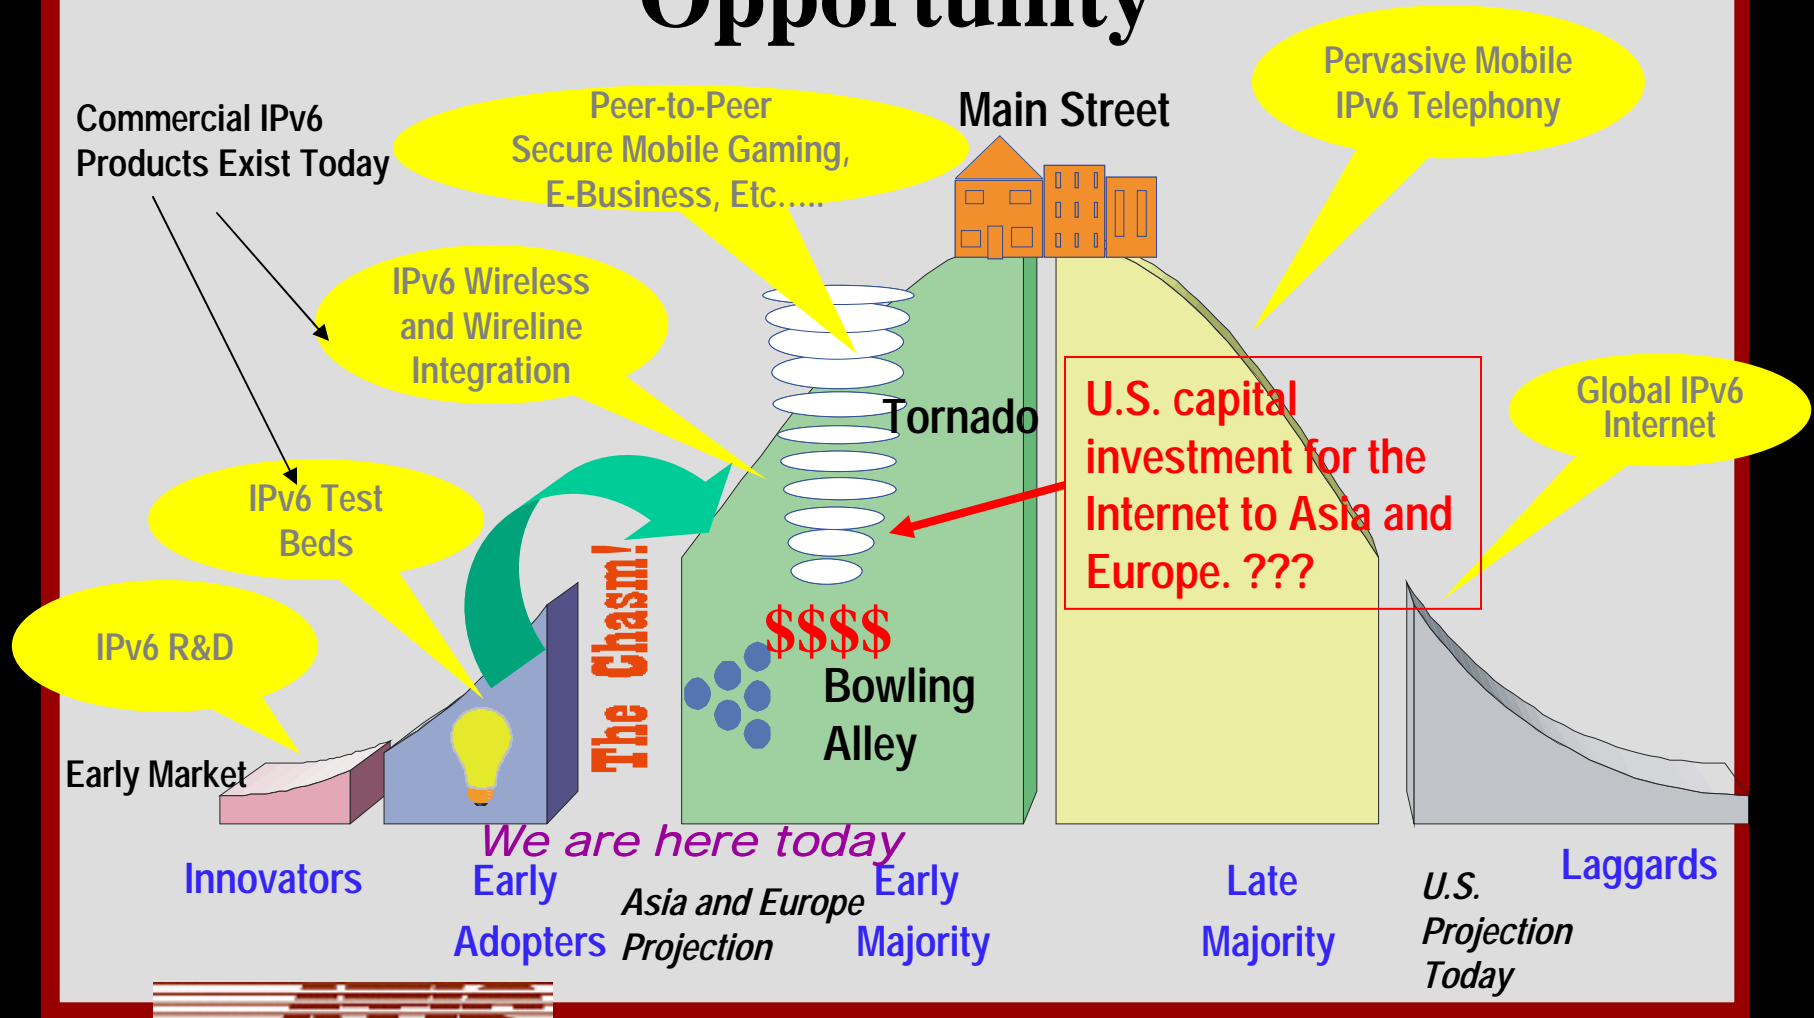 Opportunity
Commercial IPv6
Products Exist Today
Peer-to-Peer
Secure Mobile Gaming,
E-Business, Etc…..
Main Street
Pervasive Mobile
IPv6 Telephony
IPv6 Wireless
and Wireline
Integration
Tornado
U.S. capital
investment for the
Internet to Asia and
Europe. ???
Global IPv6
Internet
IPv6 Test
Beds
The Chasm!
IPv6 R&D
$$$$
Bowling
Alley
Early Market
We are here today
Innovators
Early
Adopters
Asia and Europe
Projection
Early
Majority
Late
Majority
U.S.
Projection
Today
Laggards